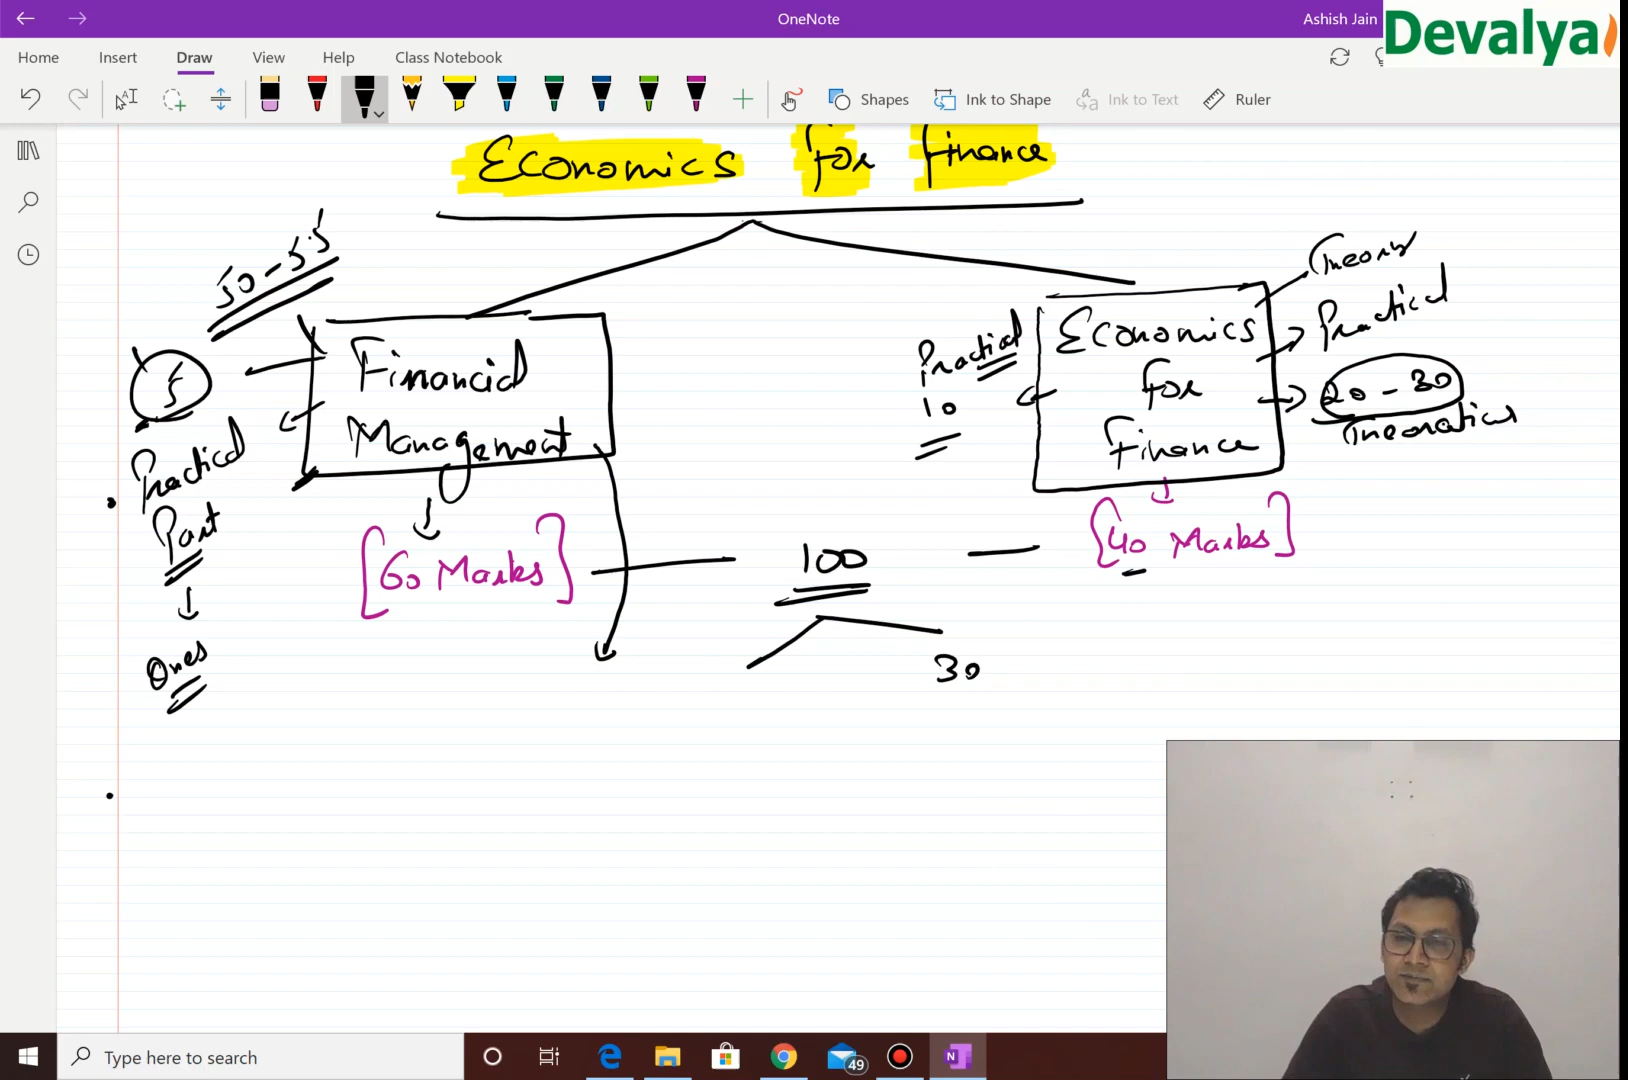 OneNote
Ashish Jain
Devalya
Home Insert Draw View Help Class Notebook
Shapes Ink to Shape Ink to Text Ruler
Economics for Finance
50-55
Theory
Financial
Management
Economics
for
Finance
Practical
10
Practical
20-30
Theoretical
5
Practical
Part
Ones
[60 Marks]
100
[40 Marks]
30
Type here to search
49